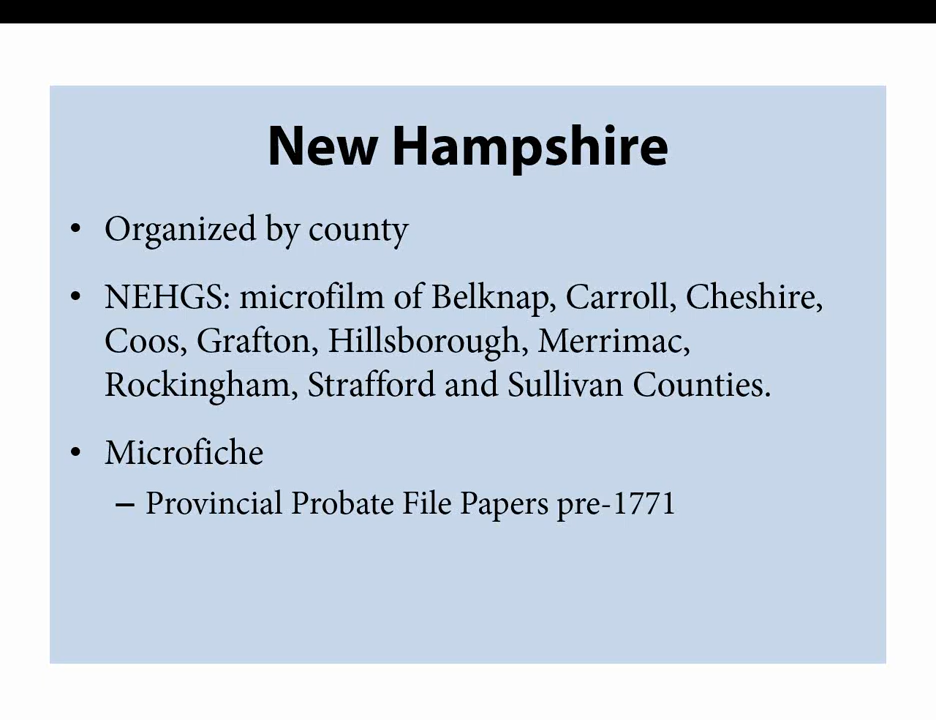 New Hampshire
• Organized by county
• NEHGS: microfilm of Belknap, Carroll, Cheshire,
Coos, Grafton, Hillsborough, Merrimac,
Rockingham, Strafford and Sullivan Counties.
• Microfiche
– Provincial Probate File Papers pre-1771